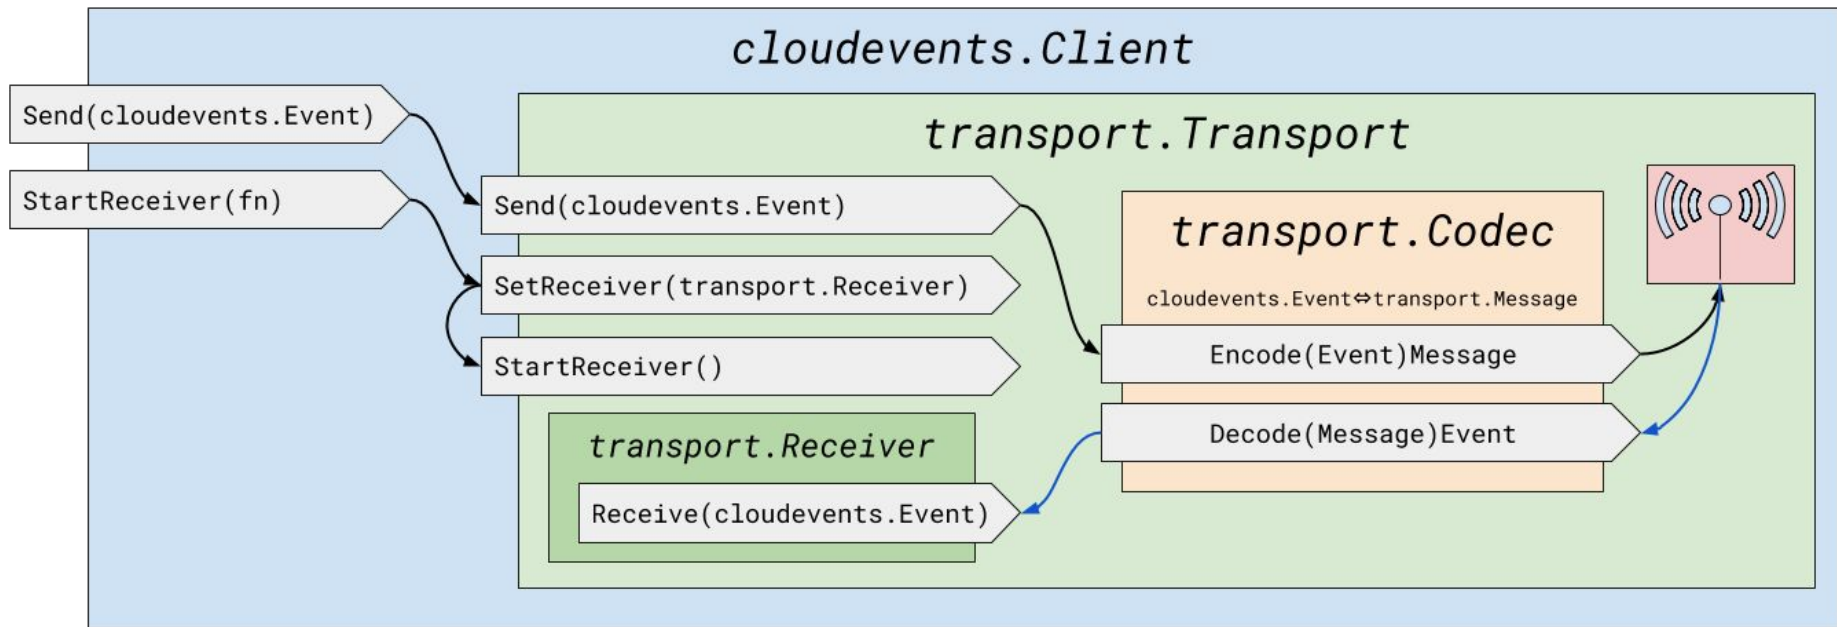 cloudevents.Client
Send(cloudevents.Event)
StartReceiver(fn)
transport.Transport
Send(cloudevents.Event)
SetReceiver(transport.Receiver)
StartReceiver()
transport.Receiver
Receive(cloudevents.Event)
transport.Codec
cloudevents.Event⇔transport.Message
Encode(Event)Message
Decode(Message)Event